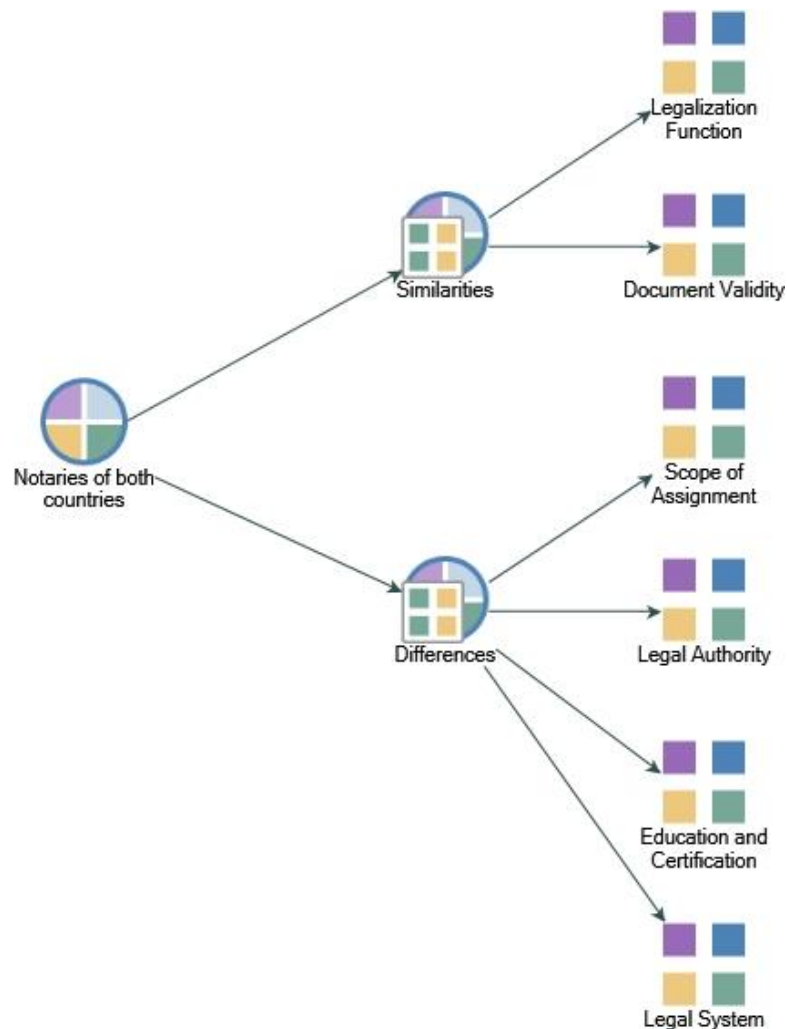 Legalization
Function
Similarities
Document Validity
Notaries of both
countries
Scope of
Assignment
Differences
Legal Authority
Education and
Certification
Legal System